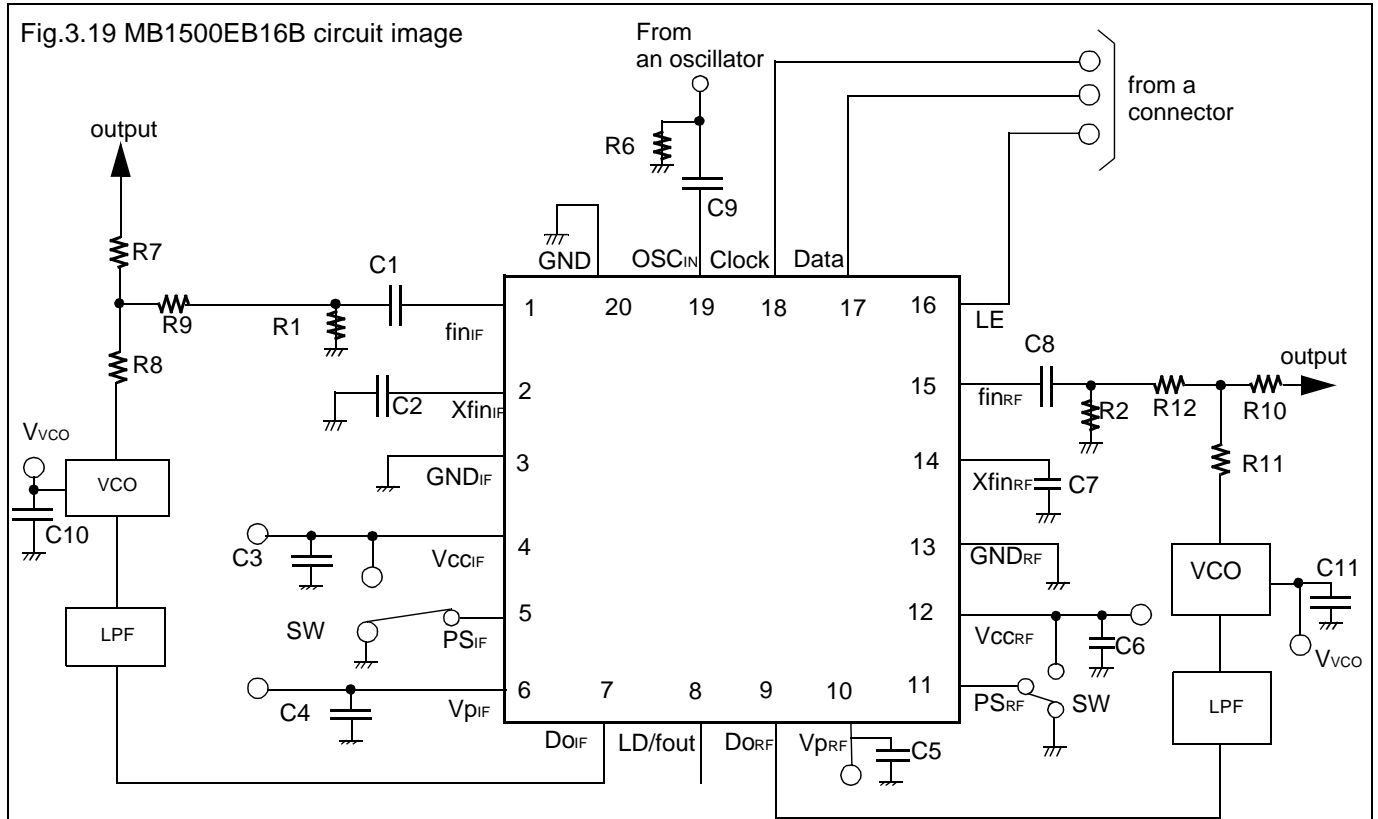 Fig.3.19 MB1500EB16B circuit image
From
an oscillator
from a
connector
output
R6
C9
R7
C1
GND
OSCIN
Clock
Data
R9
R1
finIF
1
20
19
18
17
16
LE
R8
C8
output
2
15
finRF
R2
R12
R10
C2
XfinIF
VVCO
3
14
R11
GNDIF
XfinRF
C7
VCO
C10
C3
VccIF
4
13
GNDRF
VCO
C11
SW
PSIF
5
12
VccRF
C6
VVCO
LPF
C4
VpIF
6
7
8
9
10
11
PSRF
SW
LPF
DoIF
LD/fout
DoRF
VpRF
C5